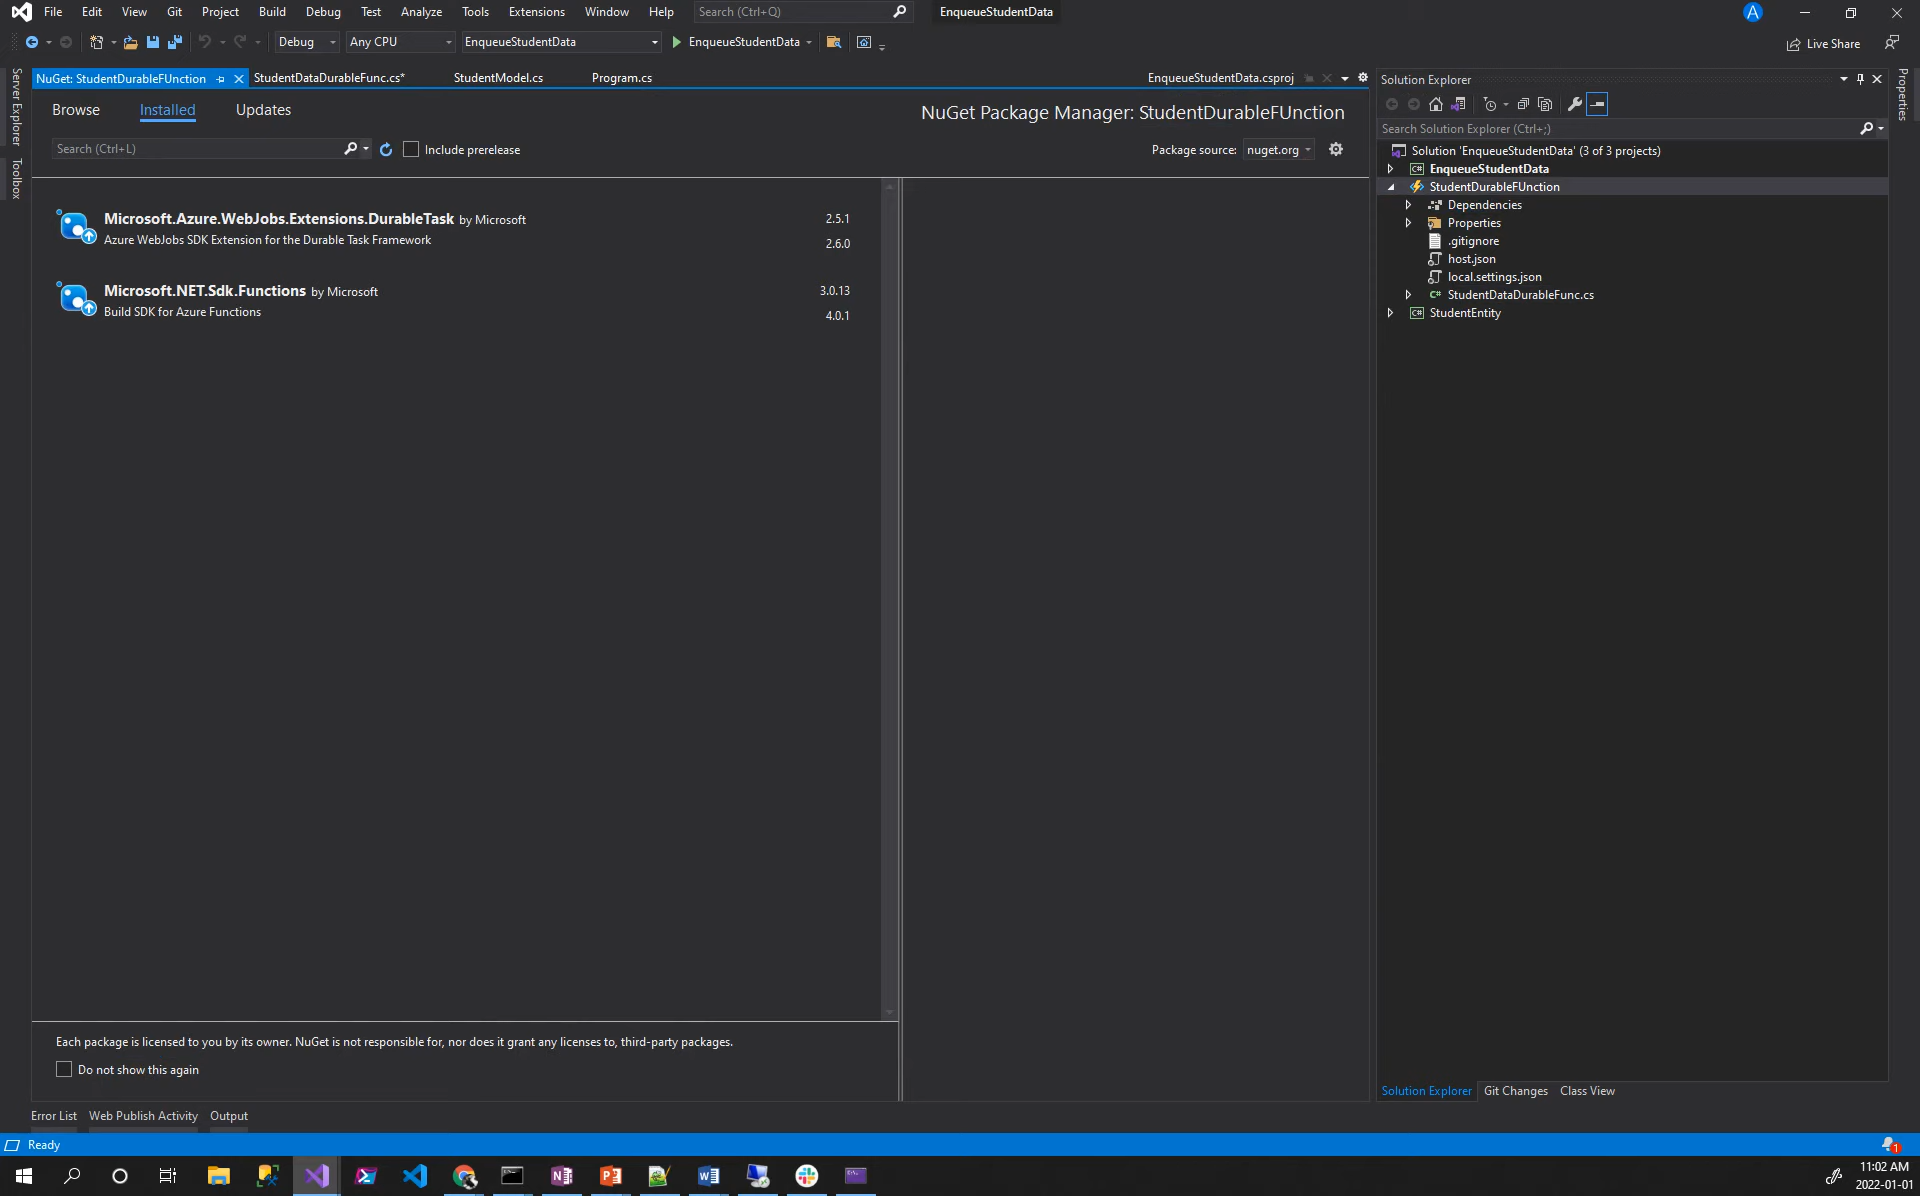 File Edit View Git Project Build Debug Test Analyze Tools Extensions Window Help Search (Ctrl+Q) EnqueueStudentData A
Debug Any CPU EnqueueStudentData EnqueueStudentData Live Share
Server Explorer
Toolbox
NuGet: StudentDurableFUnction StudentDataDurableFunc.cs* StudentModel.cs Program.cs EnqueueStudentData.csproj
Browse Installed Updates NuGet Package Manager: StudentDurableFUnction
Search (Ctrl+L) Include prerelease Package source: nuget.org
Microsoft.Azure.WebJobs.Extensions.DurableTask by Microsoft 2.5.1
Azure WebJobs SDK Extension for the Durable Task Framework 2.6.0
Microsoft.NET.Sdk.Functions by Microsoft 3.0.13
Build SDK for Azure Functions 4.0.1
Each package is licensed to you by its owner. NuGet is not responsible for, nor does it grant any licenses to, third-party packages.
Do not show this again
Solution Explorer
Search Solution Explorer (Ctrl+;)
Solution 'EnqueueStudentData' (3 of 3 projects)
C# EnqueueStudentData
StudentDurableFUnction
Dependencies
Properties
.gitignore
host.json
local.settings.json
C# StudentDataDurableFunc.cs
C# StudentEntity
Solution Explorer Git Changes Class View
Properties
Error List Web Publish Activity Output
Ready 1
11:02 AM
2022-01-01